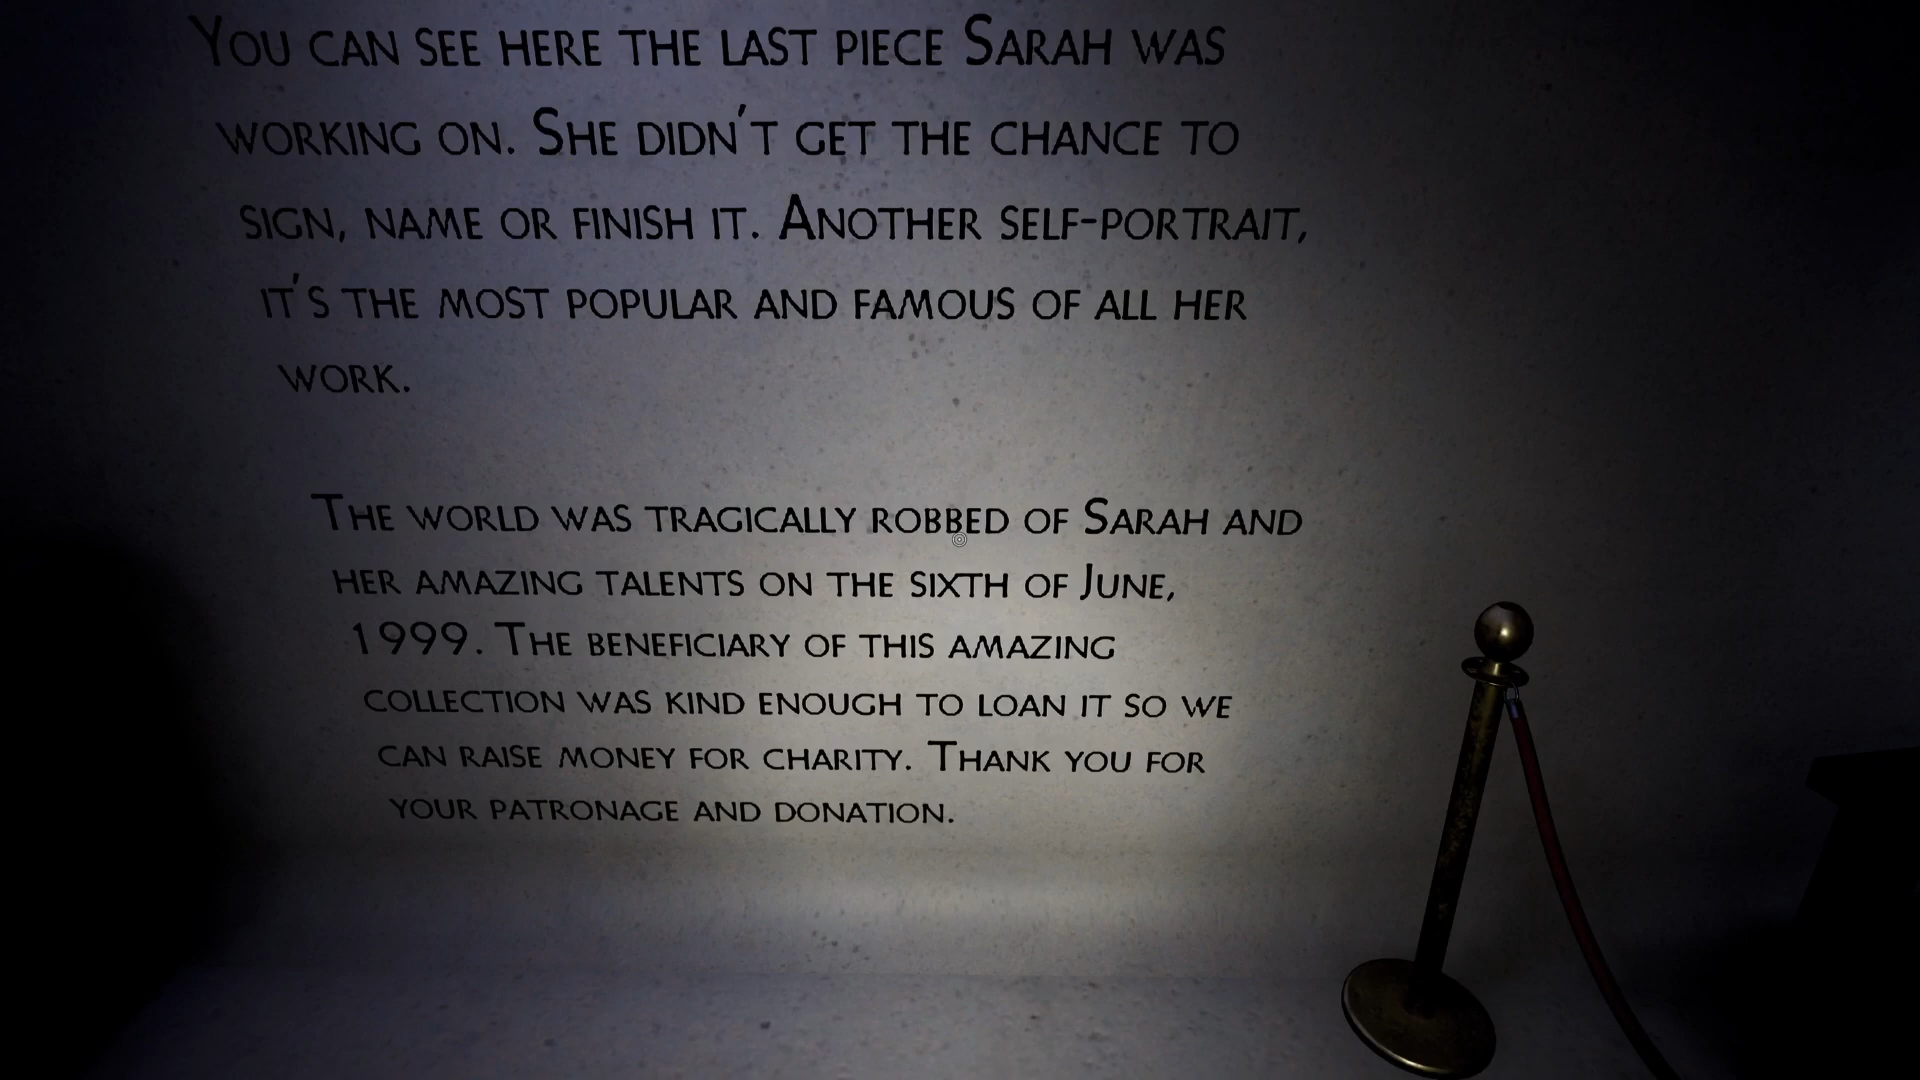 You can see here the last piece Sarah was
working on. She didn't get the chance to
sign, name or finish it. Another self-portrait,
it's the most popular and famous of all her
work.
The world was tragically robbed of Sarah and
her amazing talents on the sixth of June,
1999. The beneficiary of this amazing
collection was kind enough to loan it so we
can raise money for charity. Thank you for
your patronage and donation.